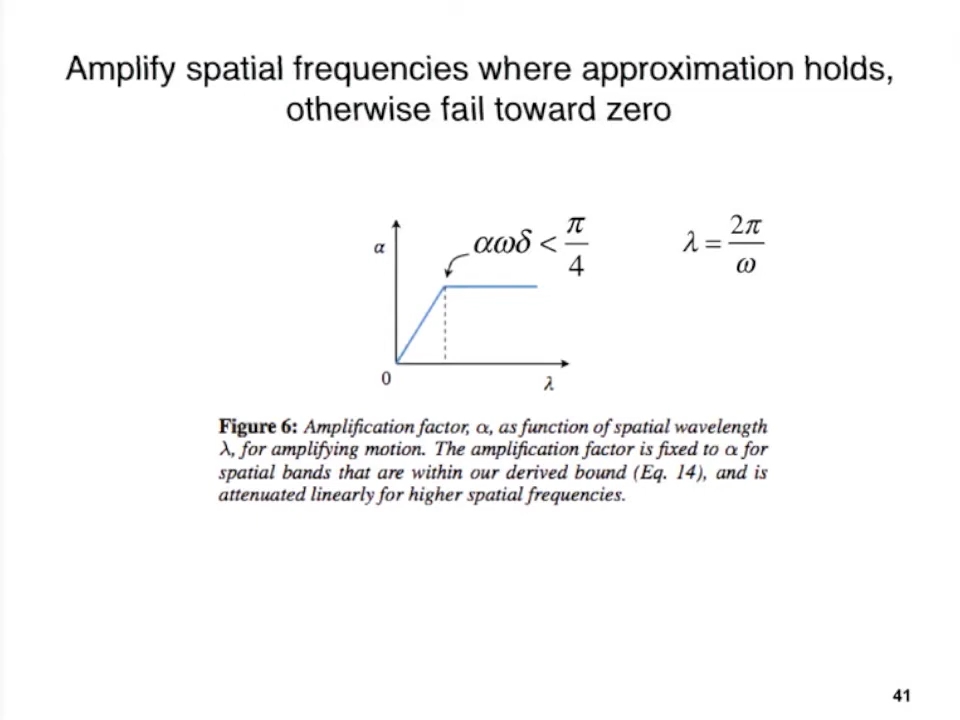 Amplify spatial frequencies where approximation holds,
otherwise fail toward zero
α
αωδ < π/4
λ = 2π/ω
0
λ
Figure 6: Amplification factor, α, as function of spatial wavelength
λ, for amplifying motion. The amplification factor is fixed to α for
spatial bands that are within our derived bound (Eq. 14), and is
attenuated linearly for higher spatial frequencies.
41